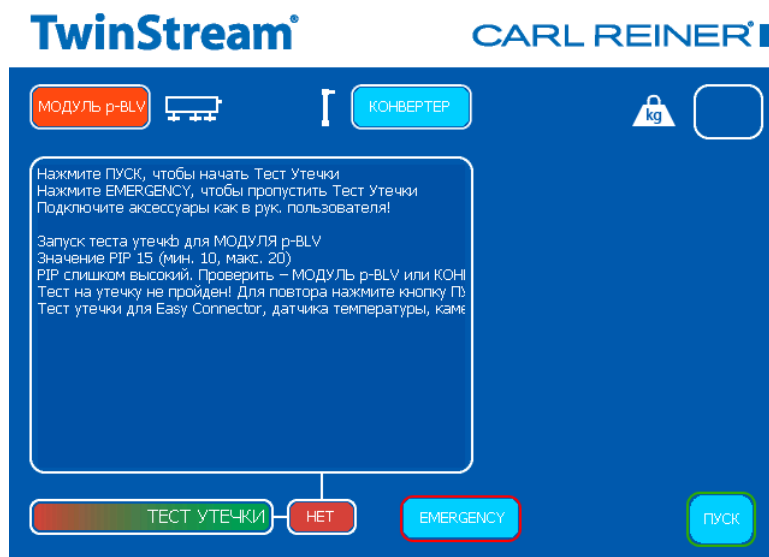 TwinStream®
CARL REINER®
МОДУЛЬ p-BLV
КОНВЕРТЕР
kg
Нажмите ПУСК, чтобы начать Тест Утечки
Нажмите EMERGENCY, чтобы пропустить Тест Утечки
Подключите аксессуары как в рук. пользователя!
Запуск теста утечкb для МОДУЛЯ p-BLV
Значение PIP 15 (мин. 10, макс. 20)
PIP слишком высокий. Проверить – МОДУЛЬ p-BLV или КОН
Тест на утечку не пройден! Для повтора нажмите кнопку П
Тест утечки для Easy Connector, датчика температуры, каме
ТЕСТ УТЕЧКИ
НЕТ
EMERGENCY
ПУСК